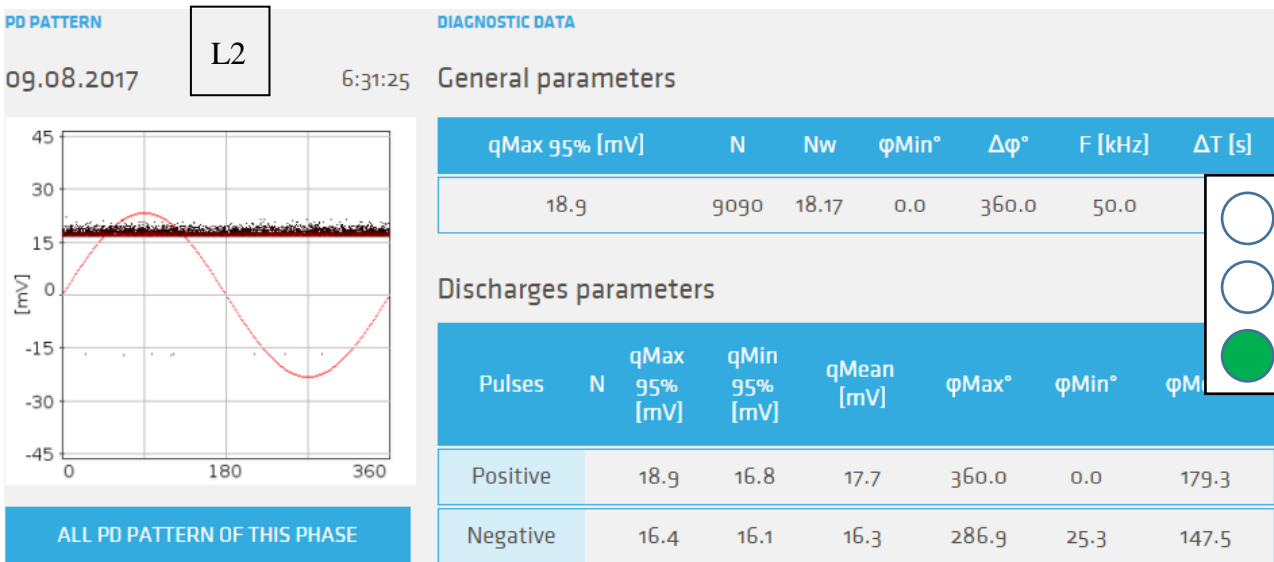 PD PATTERN
L2
09.08.2017 6:31:25
45
30
15
0
-15
-30
-45
[mV]
0 180 360
ALL PD PATTERN OF THIS PHASE
DIAGNOSTIC DATA
General parameters
qMax 95% [mV] N Nw φMin° Δφ° F [kHz] ΔT [s]
18.9 9090 18.17 0.0 360.0 50.0
Discharges parameters
Pulses N qMax 95% [mV] qMin 95% [mV] qMean [mV] φMax° φMin°
Positive 18.9 16.8 17.7 360.0 0.0 179.3
Negative 16.4 16.1 16.3 286.9 25.3 147.5